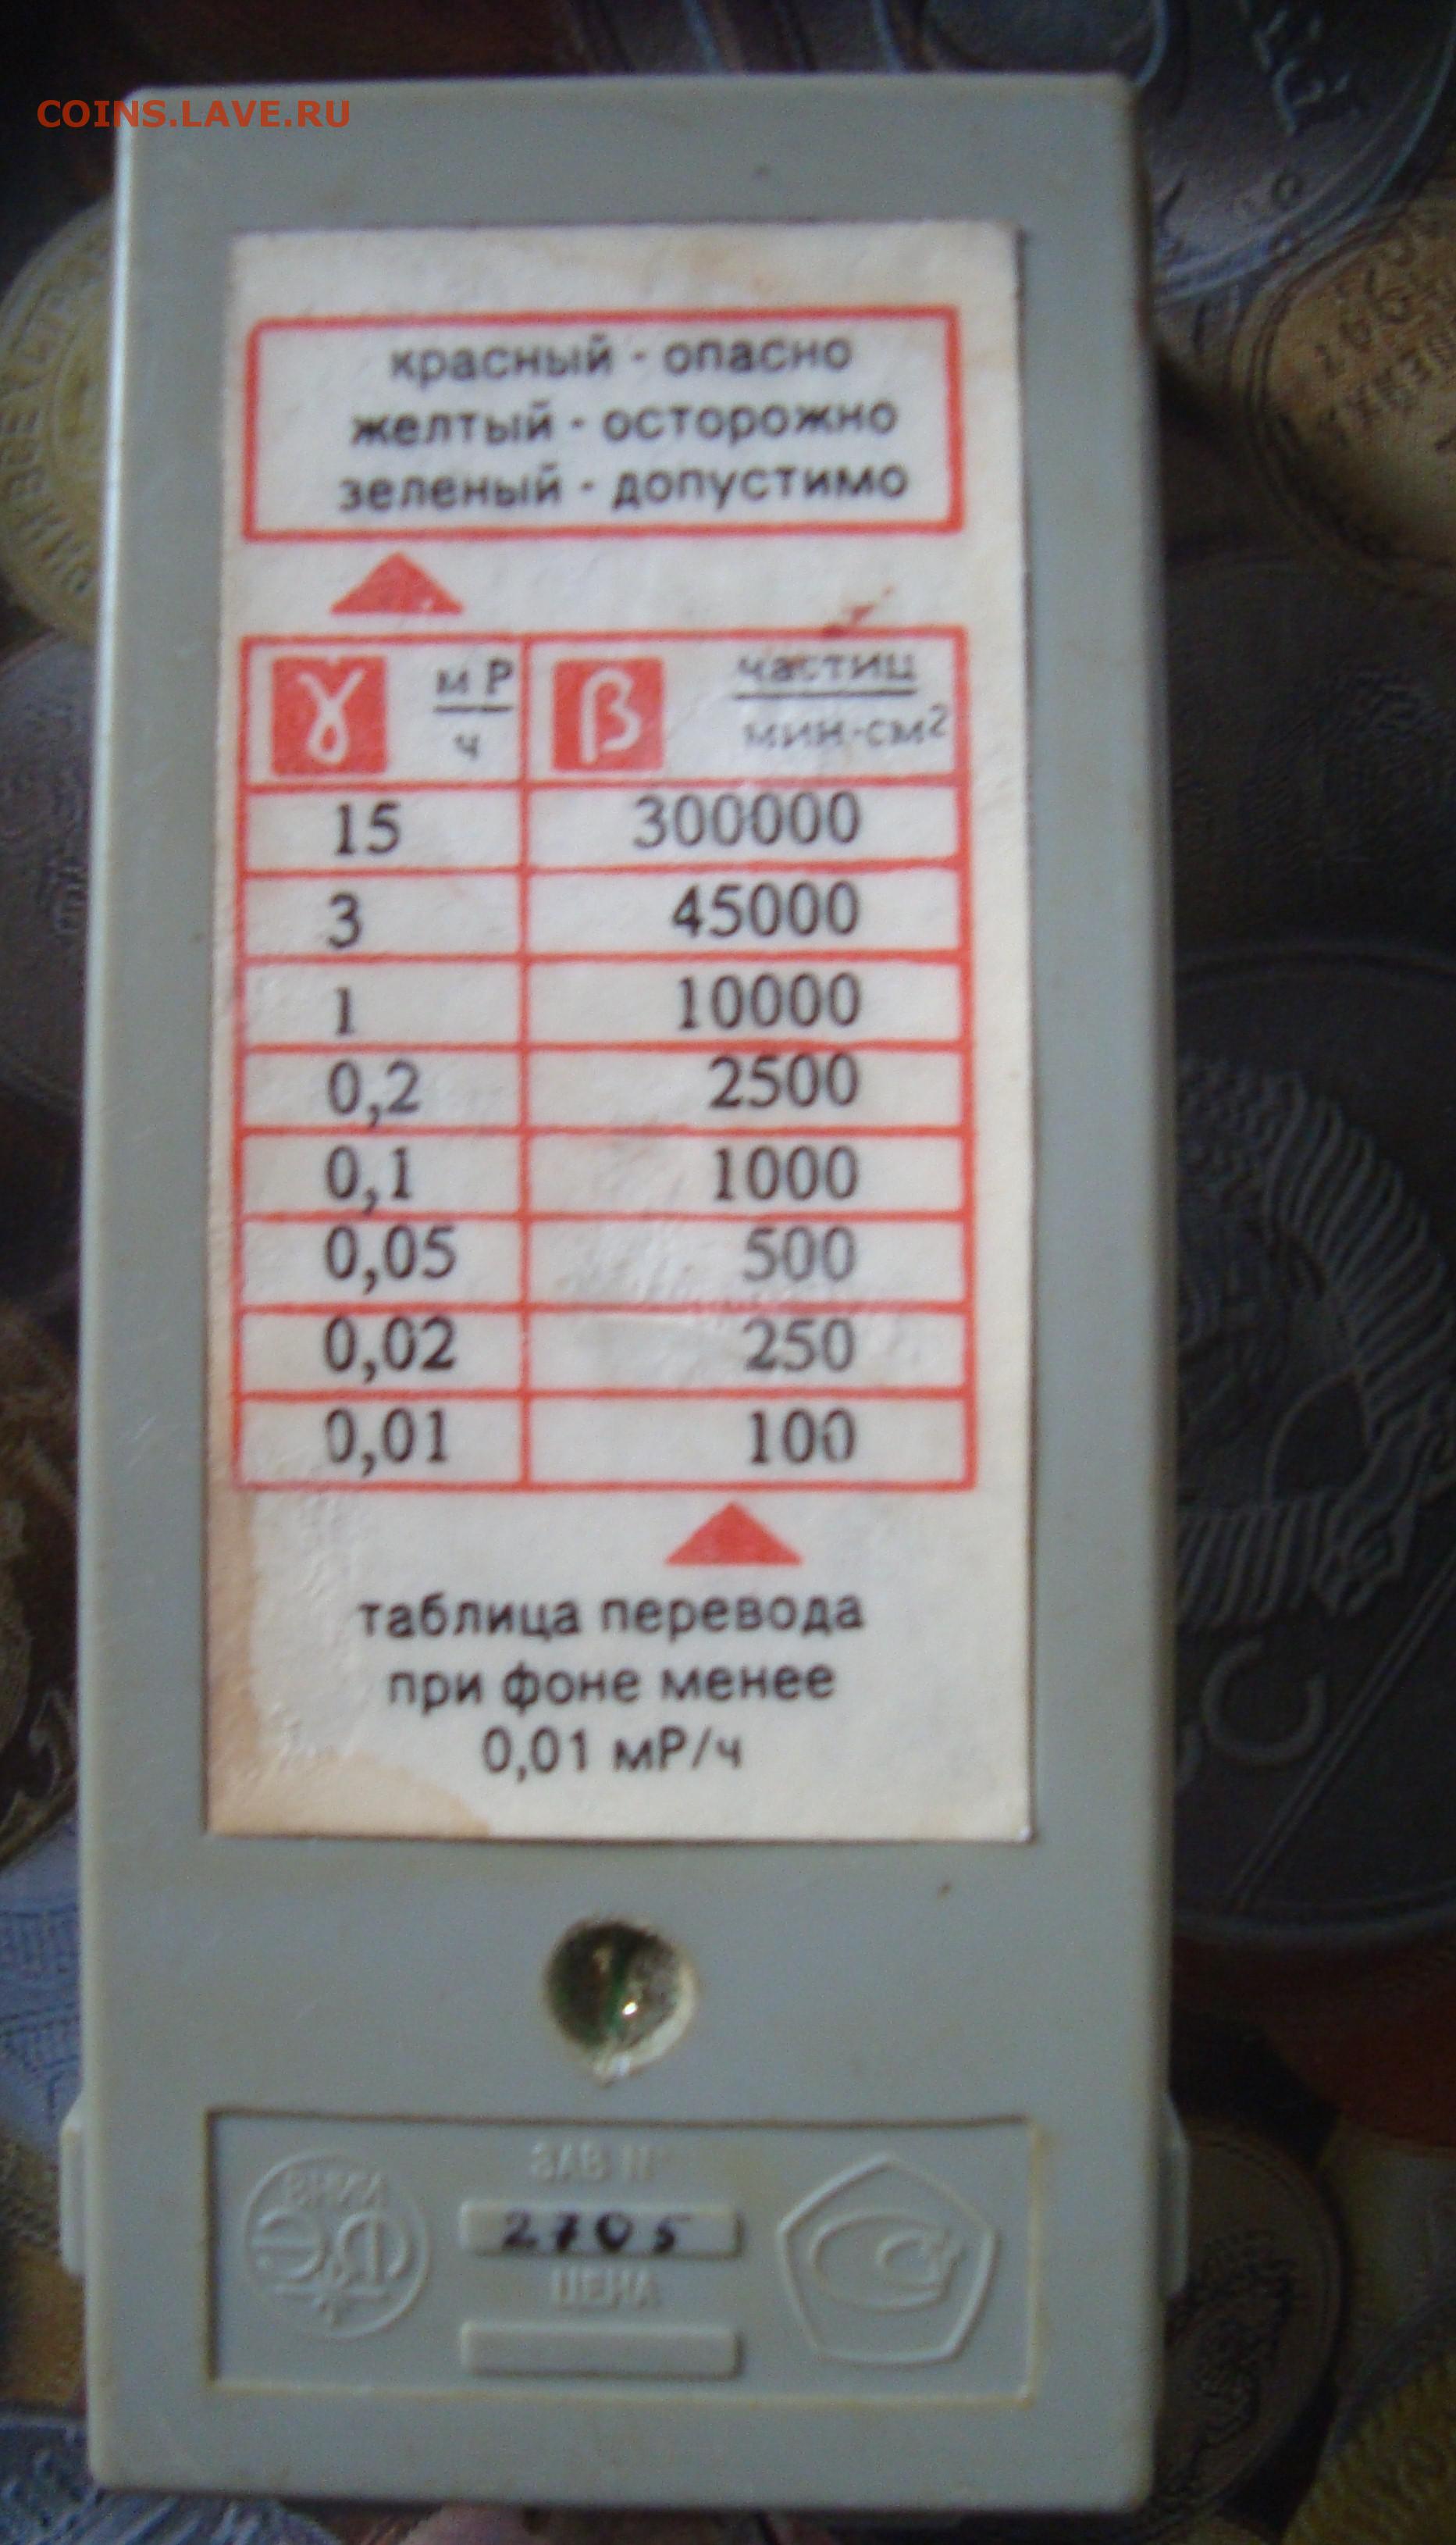 COINS.LAVE.RU
красный - опасно
желтый - осторожно
зеленый - допустимо
γ мР/ч β частиц/мин·см²
15 300000
3 45000
1 10000
0,2 2500
0,1 1000
0,05 500
0,02 250
0,01 100
таблица перевода
при фоне менее
0,01 мР/ч
ЗАВ №
2705
ЦЕНА